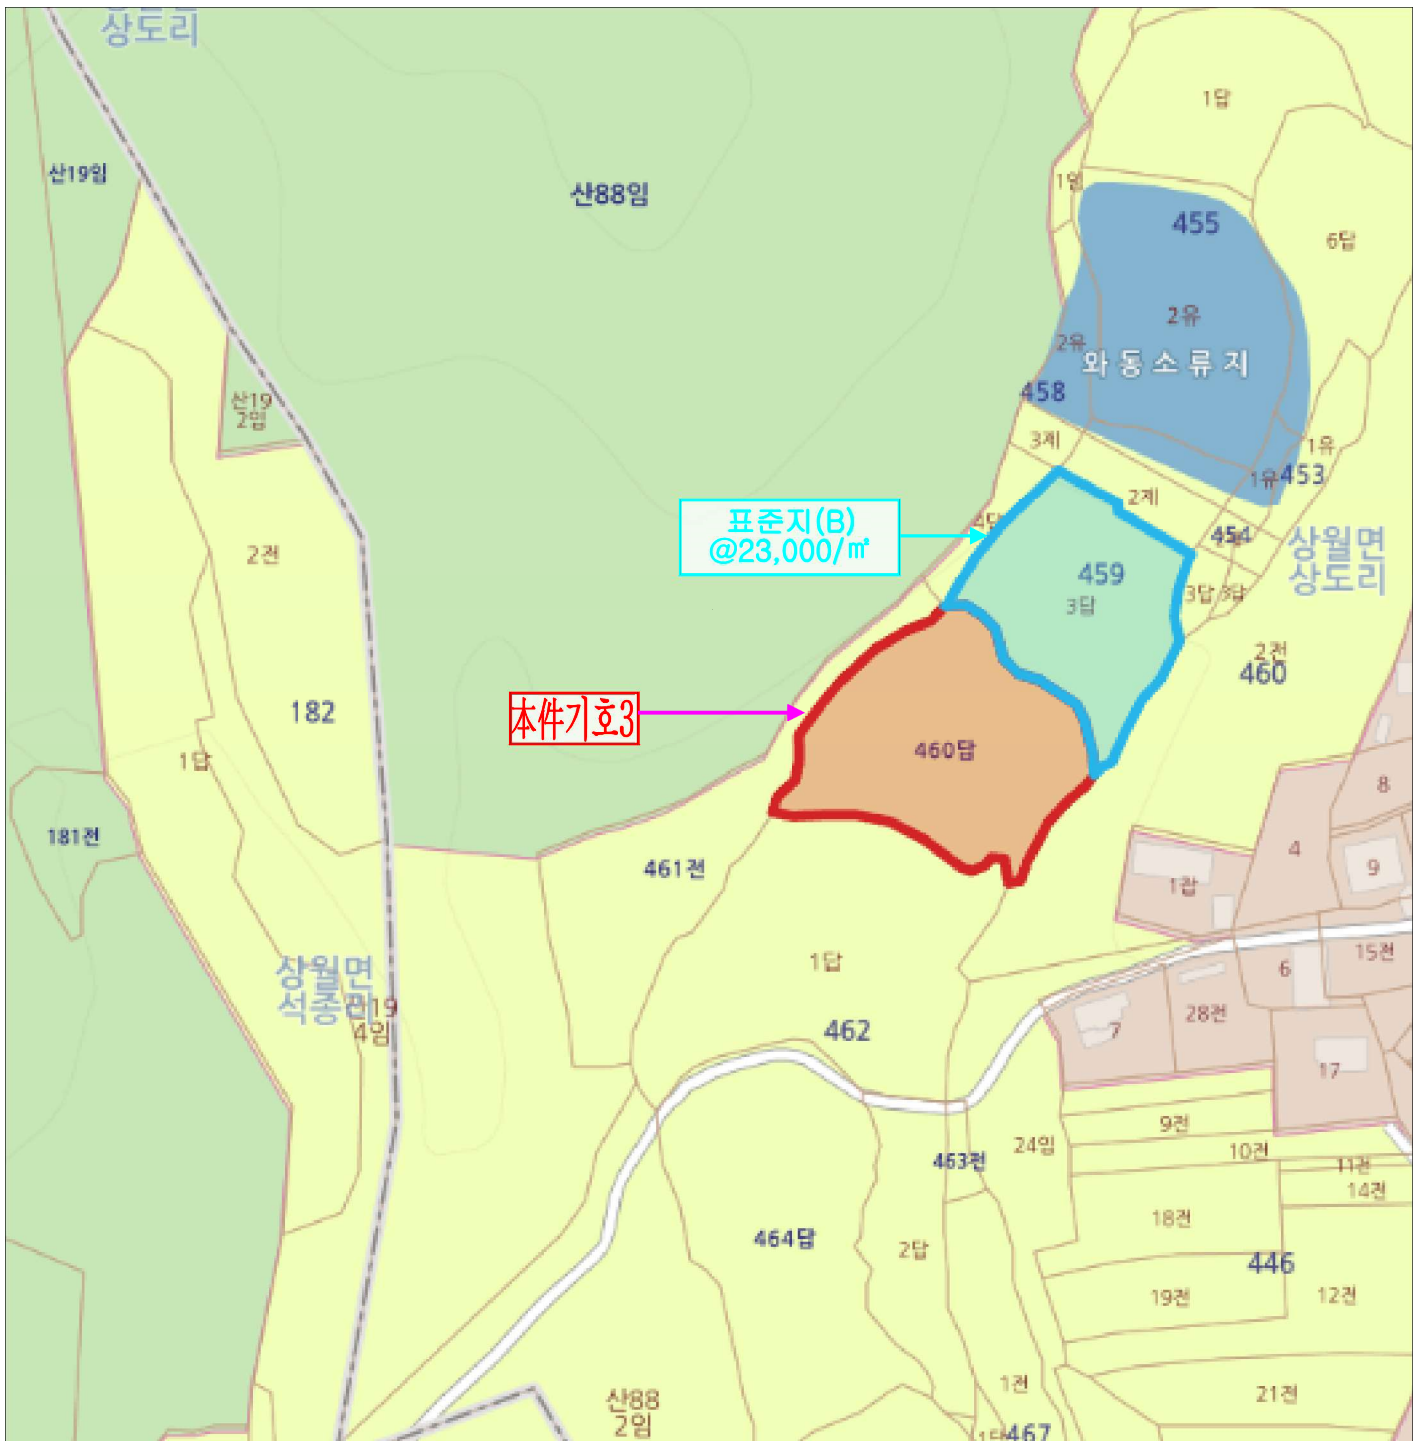 상도리
1답
산19임
산88임
1임
455
6답
2유
2유
와동소류지
458
산19
2임
3계
1유
1유
453
2계
4답
표준지(B)
@23,000/㎡
454
상월면
상도리
2전
459
3답
3답
3답
2전
460
182
本件기호3
460답
1답
8
181전
4
461전
9
1잡
1답
15전
6
상월면
석종리
산19
4임
28전
462
7
17
9전
24임
10전
463전
11전
14전
18전
464답
2답
446
19전
12전
1전
21전
산88
2임
467